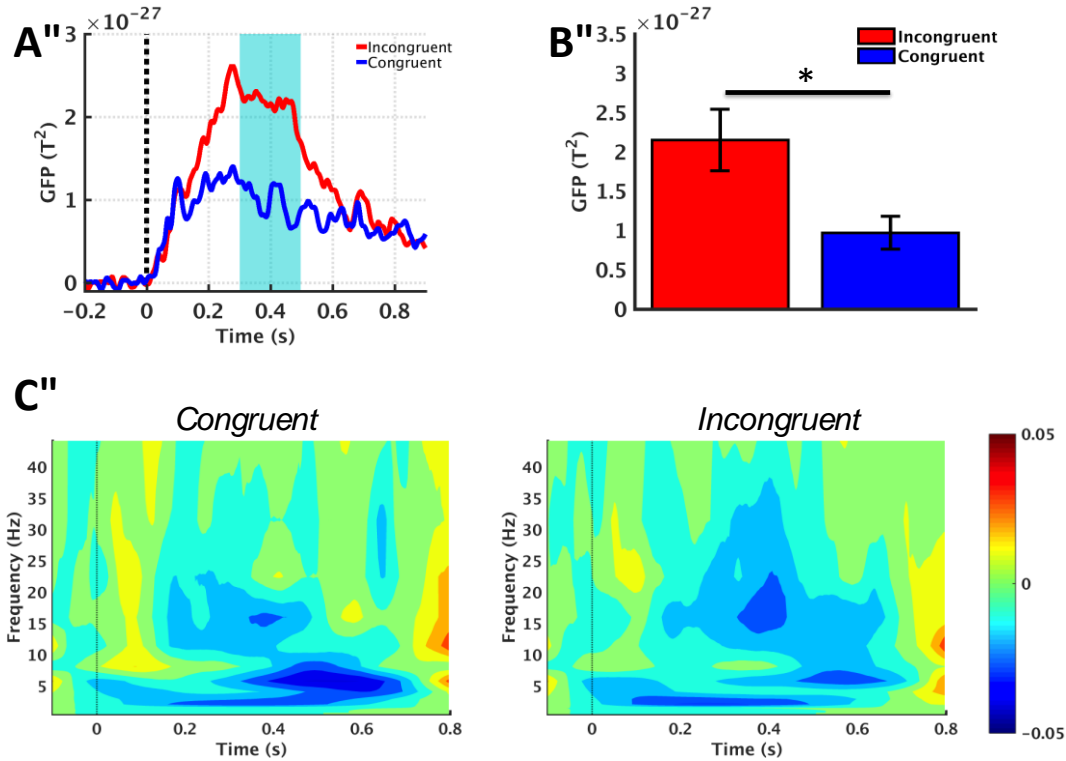 A"
×10⁻²⁷
3
2
1
0
GFP (T²)
Incongruent
Congruent
−0.2 0 0.2 0.4 0.6 0.8
Time (s)
B"
×10⁻²⁷
3.5
3
2.5
2
1.5
1
0.5
0
GFP (T²)
Incongruent
Congruent
*
C"
Congruent
40
35
30
25
20
15
10
5
Frequency (Hz)
0 0.2 0.4 0.6 0.8
Time (s)
Incongruent
40
35
30
25
20
15
10
5
Frequency (Hz)
0 0.2 0.4 0.6 0.8
Time (s)
0.05
0
-0.05